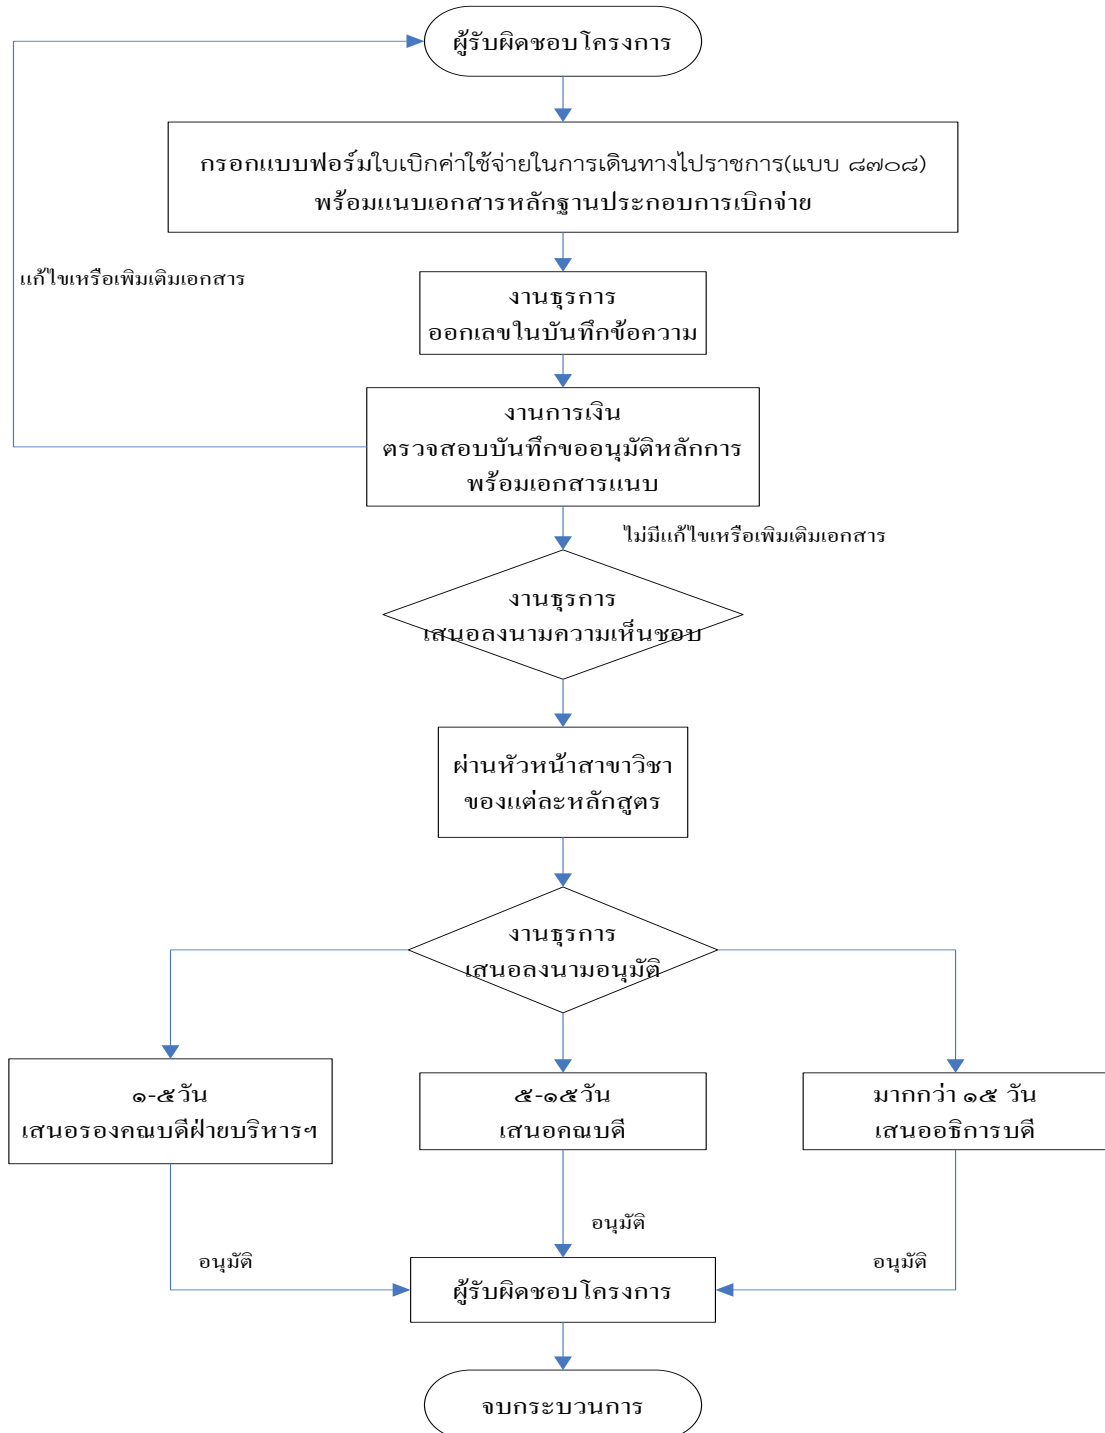 ผู้รับผิดชอบโครงการ
กรอกแบบฟอร์มใบเบิกค่าใช้จ่ายในการเดินทางไปราชการ(แบบ ๘๗๐๘)
พร้อมแนบเอกสารหลักฐานประกอบการเบิกจ่าย
แก้ไขหรือเพิ่มเติมเอกสาร
งานธุรการ
ออกเลขในบันทึกข้อความ
งานการเงิน
ตรวจสอบบันทึกขออนุมัติหลักการ
พร้อมเอกสารแนบ
ไม่มีแก้ไขหรือเพิ่มเติมเอกสาร
งานธุรการ
เสนอลงนามความเห็นชอบ
ผ่านหัวหน้าสาขาวิชา
ของแต่ละหลักสูตร
งานธุรการ
เสนอลงนามอนุมัติ
๑-๕วัน
เสนอรองคณบดีฝ่ายบริหารฯ
๕-๑๕วัน
เสนอคณบดี
มากกว่า ๑๕ วัน
เสนออธิการบดี
อนุมัติ
อนุมัติ
อนุมัติ
ผู้รับผิดชอบโครงการ
จบกระบวนการ